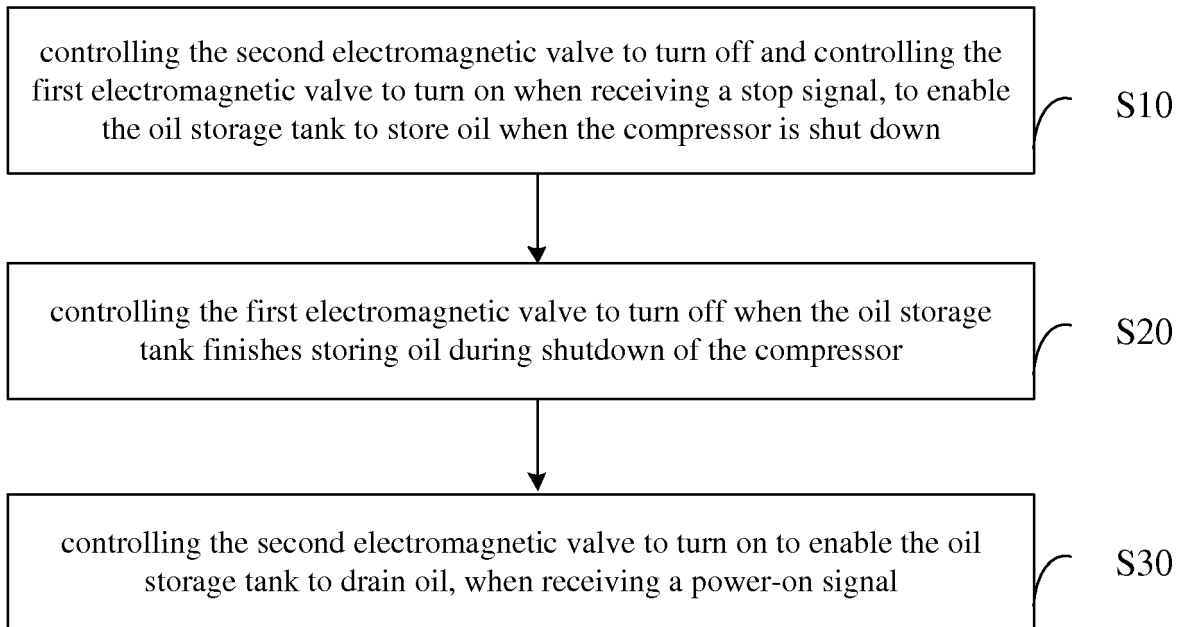 controlling the second electromagnetic valve to turn off and controlling the
first electromagnetic valve to turn on when receiving a stop signal, to enable
the oil storage tank to store oil when the compressor is shut down
S10
controlling the first electromagnetic valve to turn off when the oil storage
tank finishes storing oil during shutdown of the compressor
S20
controlling the second electromagnetic valve to turn on to enable the oil
storage tank to drain oil, when receiving a power-on signal
S30